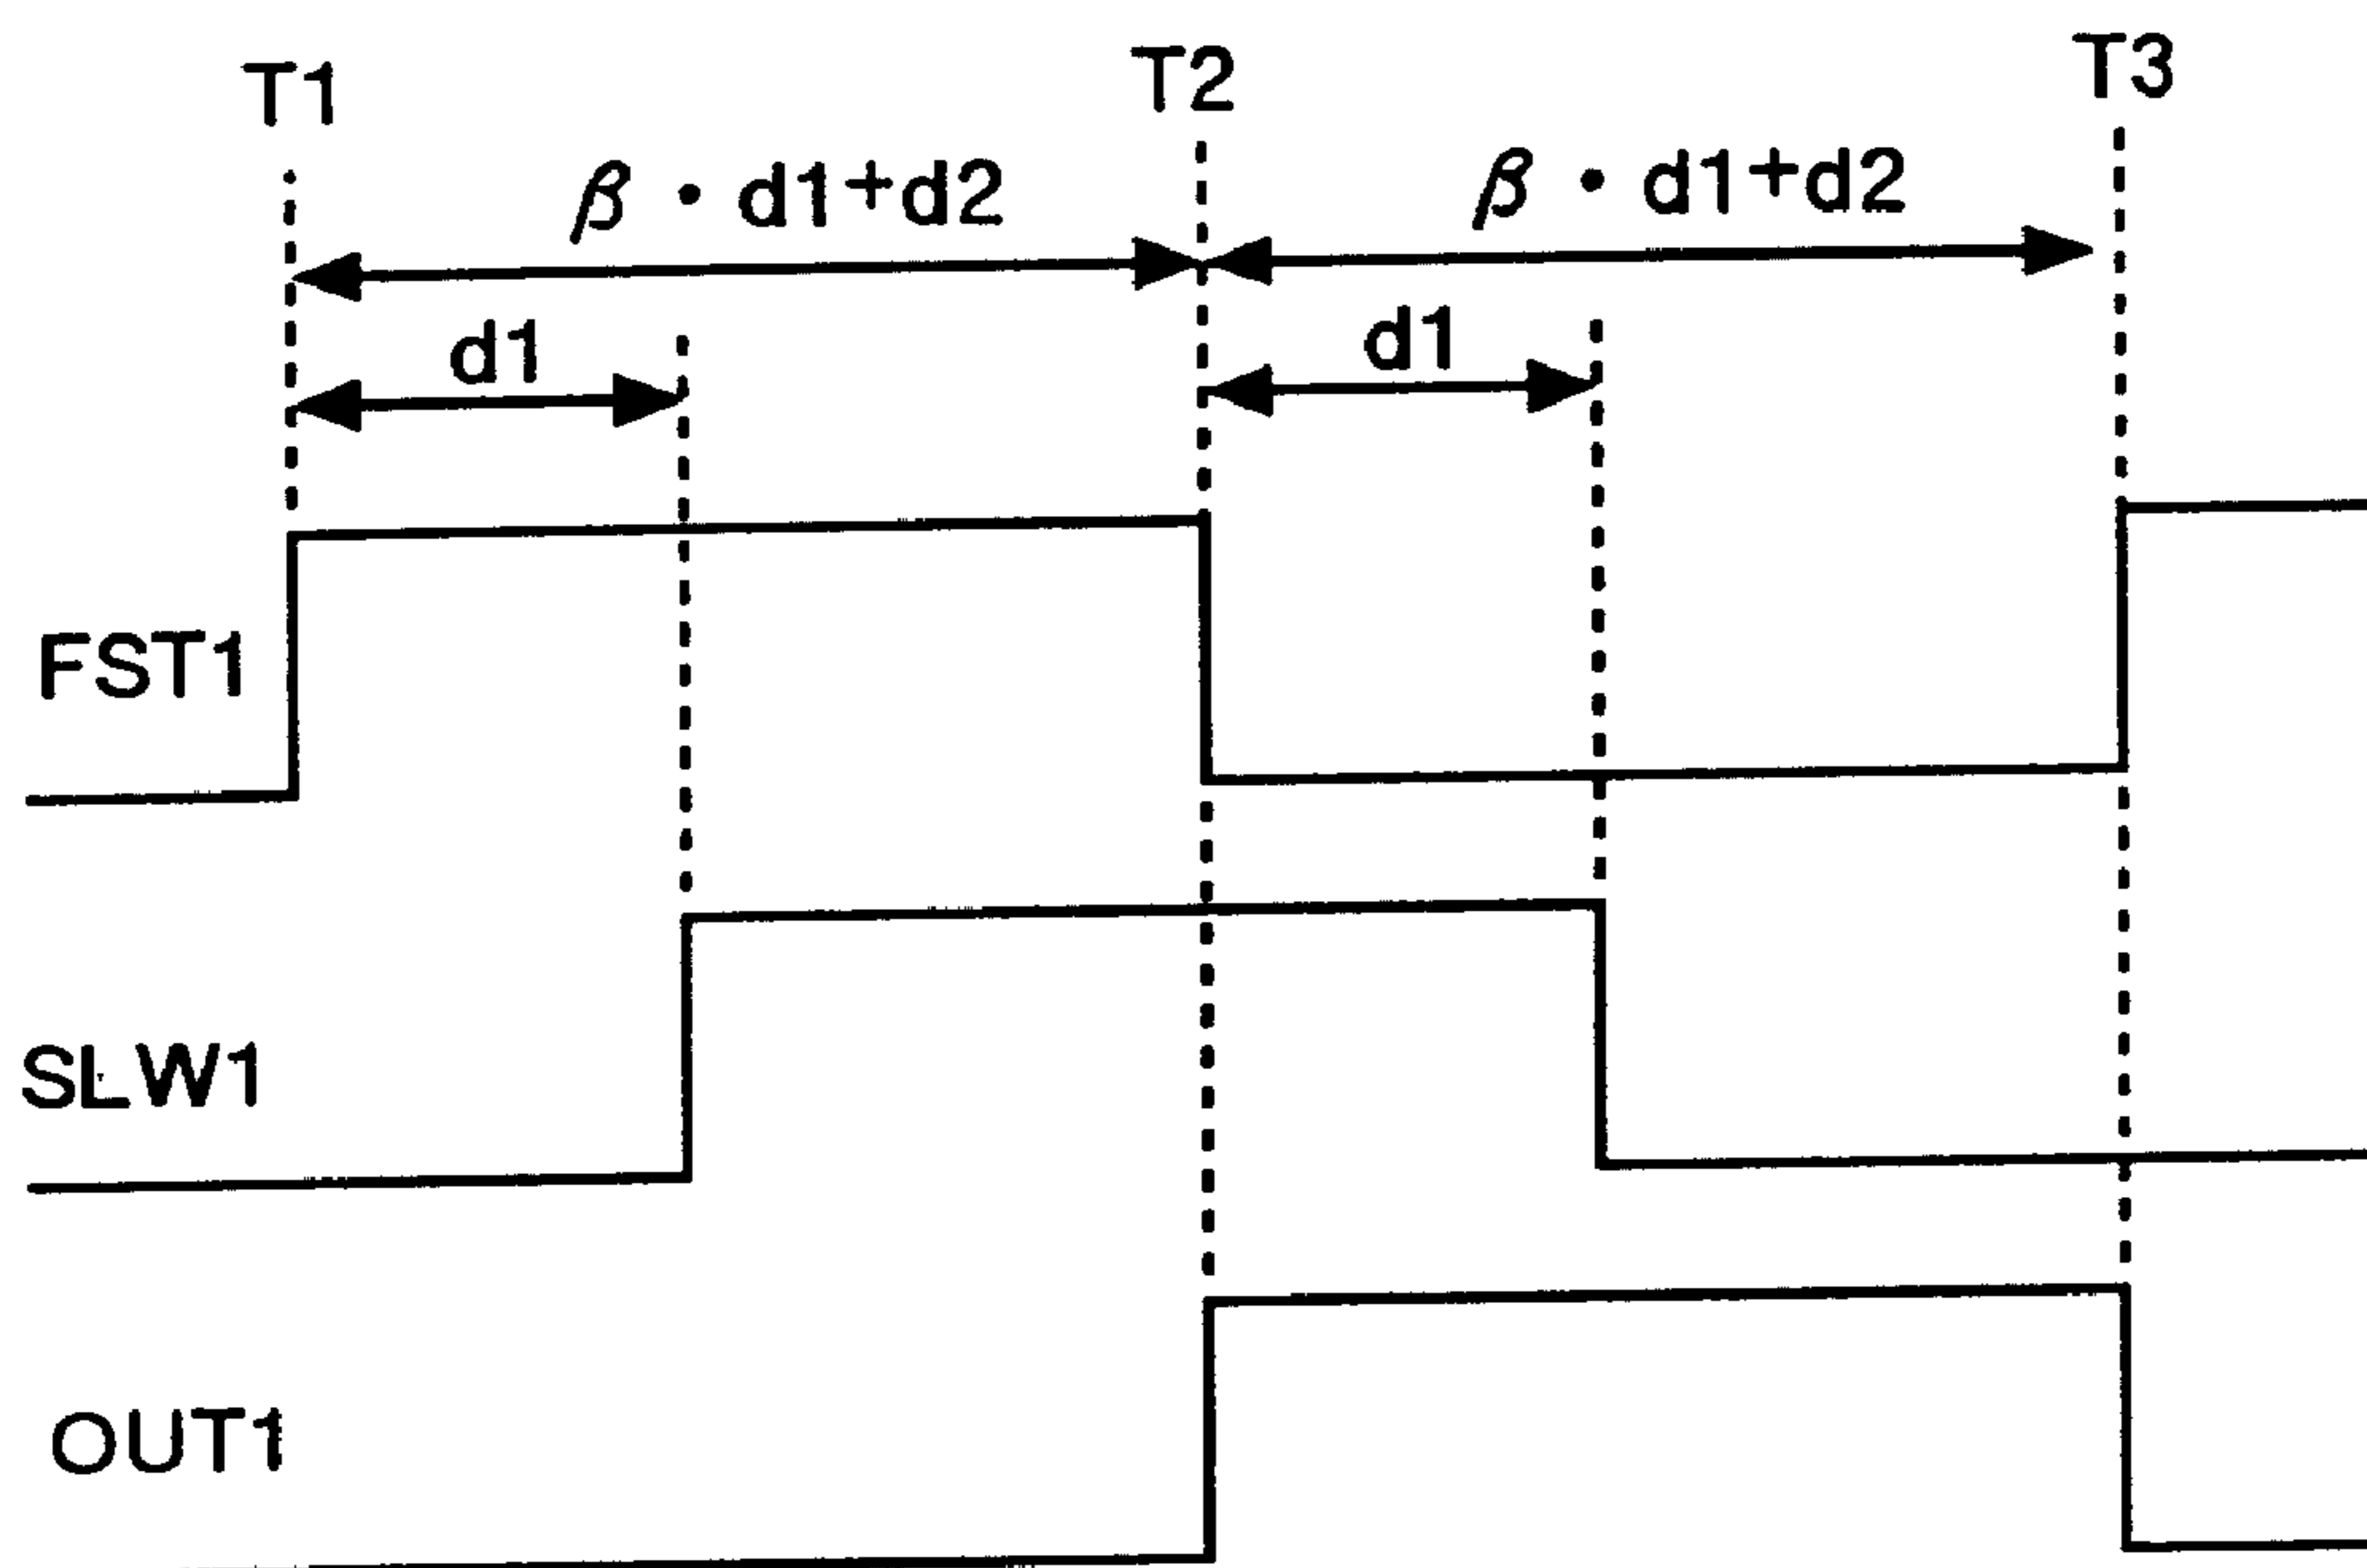 T1 T2 T3
β・d1+d2 β・d1+d2
d1 d1
FST1
SLW1
OUT1